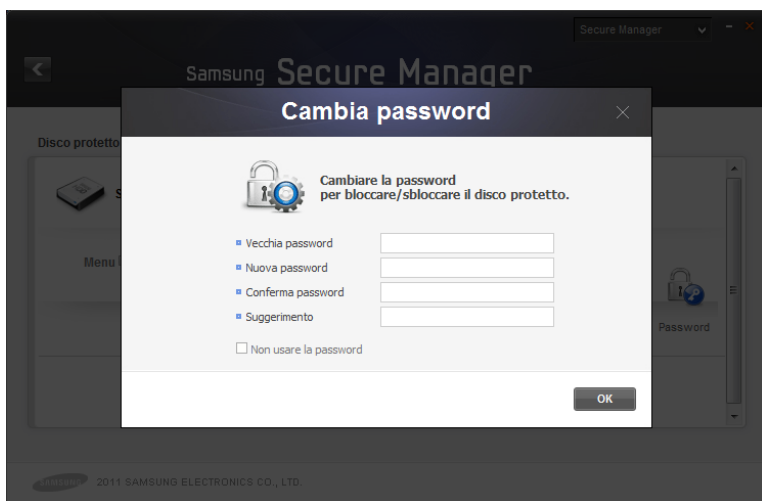 Secure Manager
Samsung Secure Manager
Cambia password
Disco protetto
Cambiare la password
per bloccare/sbloccare il disco protetto.
S
Menu
Vecchia password
Nuova password
Conferma password
Suggerimento
Password
Non usare la password
OK
SAMSUNG 2011 SAMSUNG ELECTRONICS CO., LTD.